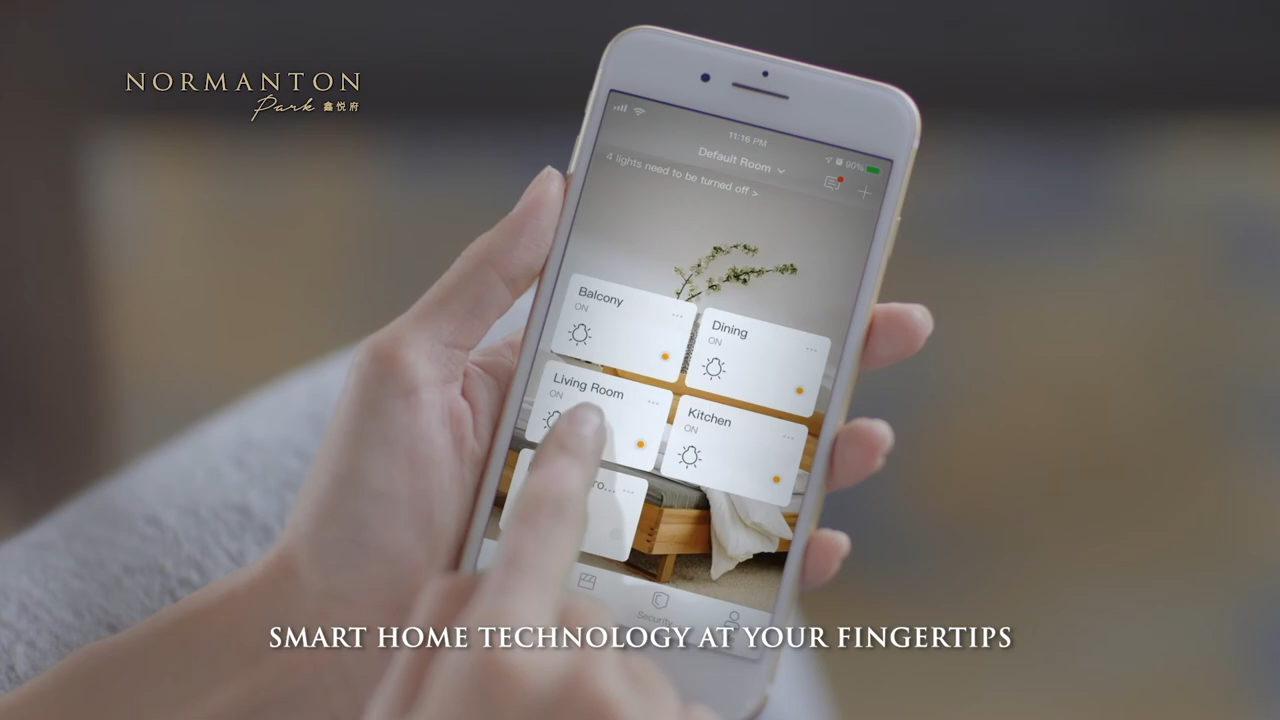 NORMANTON
Park 鑫悦府
11:16 PM
90%
Default Room
4 lights need to be turned off >
Balcony
ON
Dining
ON
Living Room
ON
Kitchen
ON
Security
SMART HOME TECHNOLOGY AT YOUR FINGERTIPS